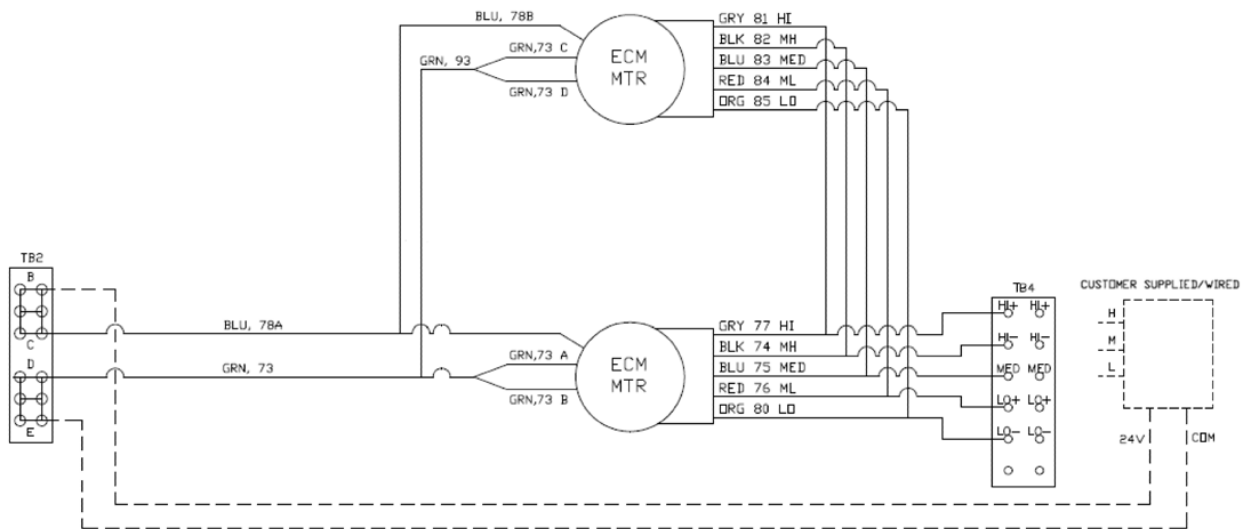 BLU, 78B
GRN, 93
GRN,73 C
GRN,73 D
ECM
MTR
GRY 81 HI
BLK 82 MH
BLU 83 MED
RED 84 ML
ORG 85 LO
TB2
B
C
D
E
BLU, 78A
GRN, 73
GRN,73 A
GRN,73 B
ECM
MTR
GRY 77 HI
BLK 74 MH
BLU 75 MED
RED 76 ML
ORG 80 LO
TB4
HI+ HI+
HI- HI-
MED MED
LO+ LO+
LO- LO-
CUSTOMER SUPPLIED/WIRED
H
M
L
24V
COM